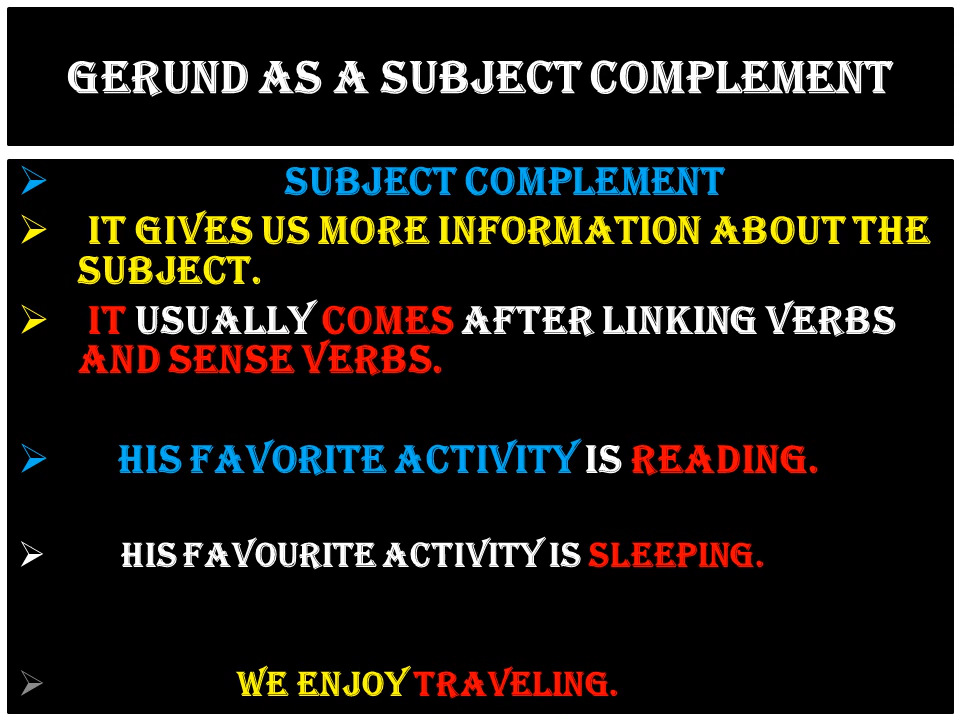 GERUND AS A SUBJECT COMPLEMENT
SUBJECT COMPLEMENT
IT GIVES US MORE INFORMATION ABOUT THE
SUBJECT.
IT USUALLY COMES AFTER LINKING VERBS
AND SENSE VERBS.
HIS FAVORITE ACTIVITY IS READING.
HIS FAVOURITE ACTIVITY IS SLEEPING.
WE ENJOY TRAVELING.